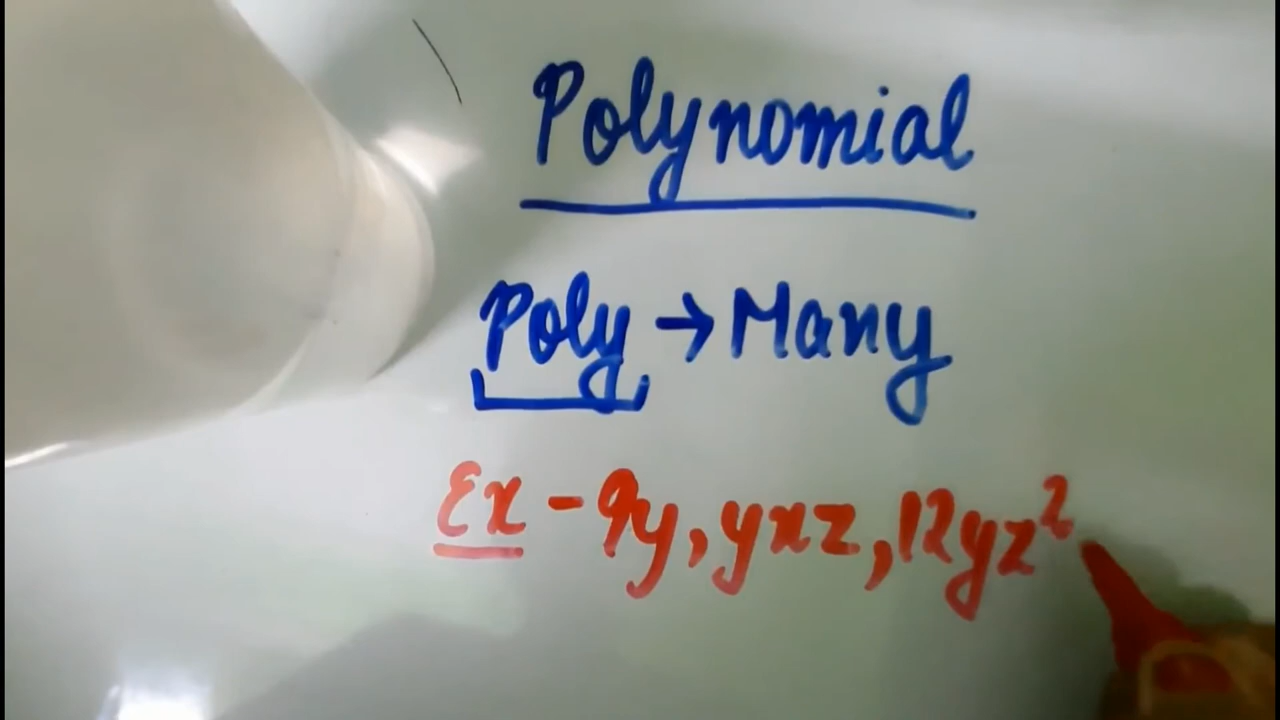 Polynomial
Poly → Many
Ex - 9y, yxz, 12yz²